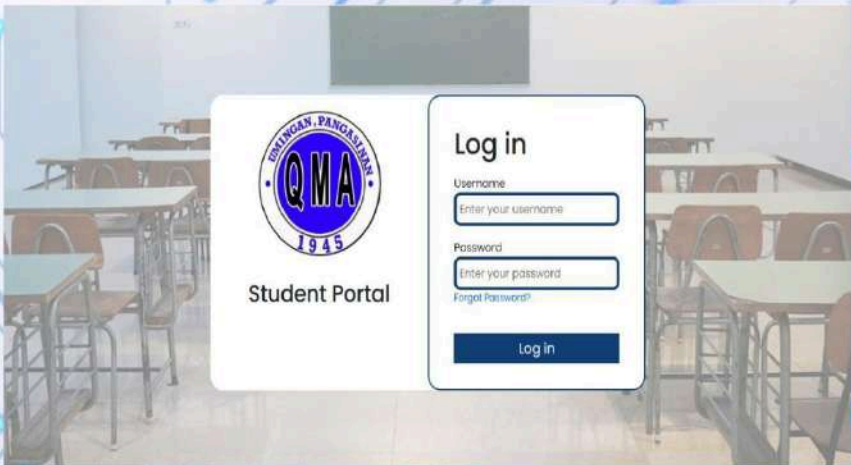 UMINGAN, PANGASINAN
QMA
1945
Student Portal
Log in
Username
Enter your username
Password
Enter your password
Forgot Password?
Log in